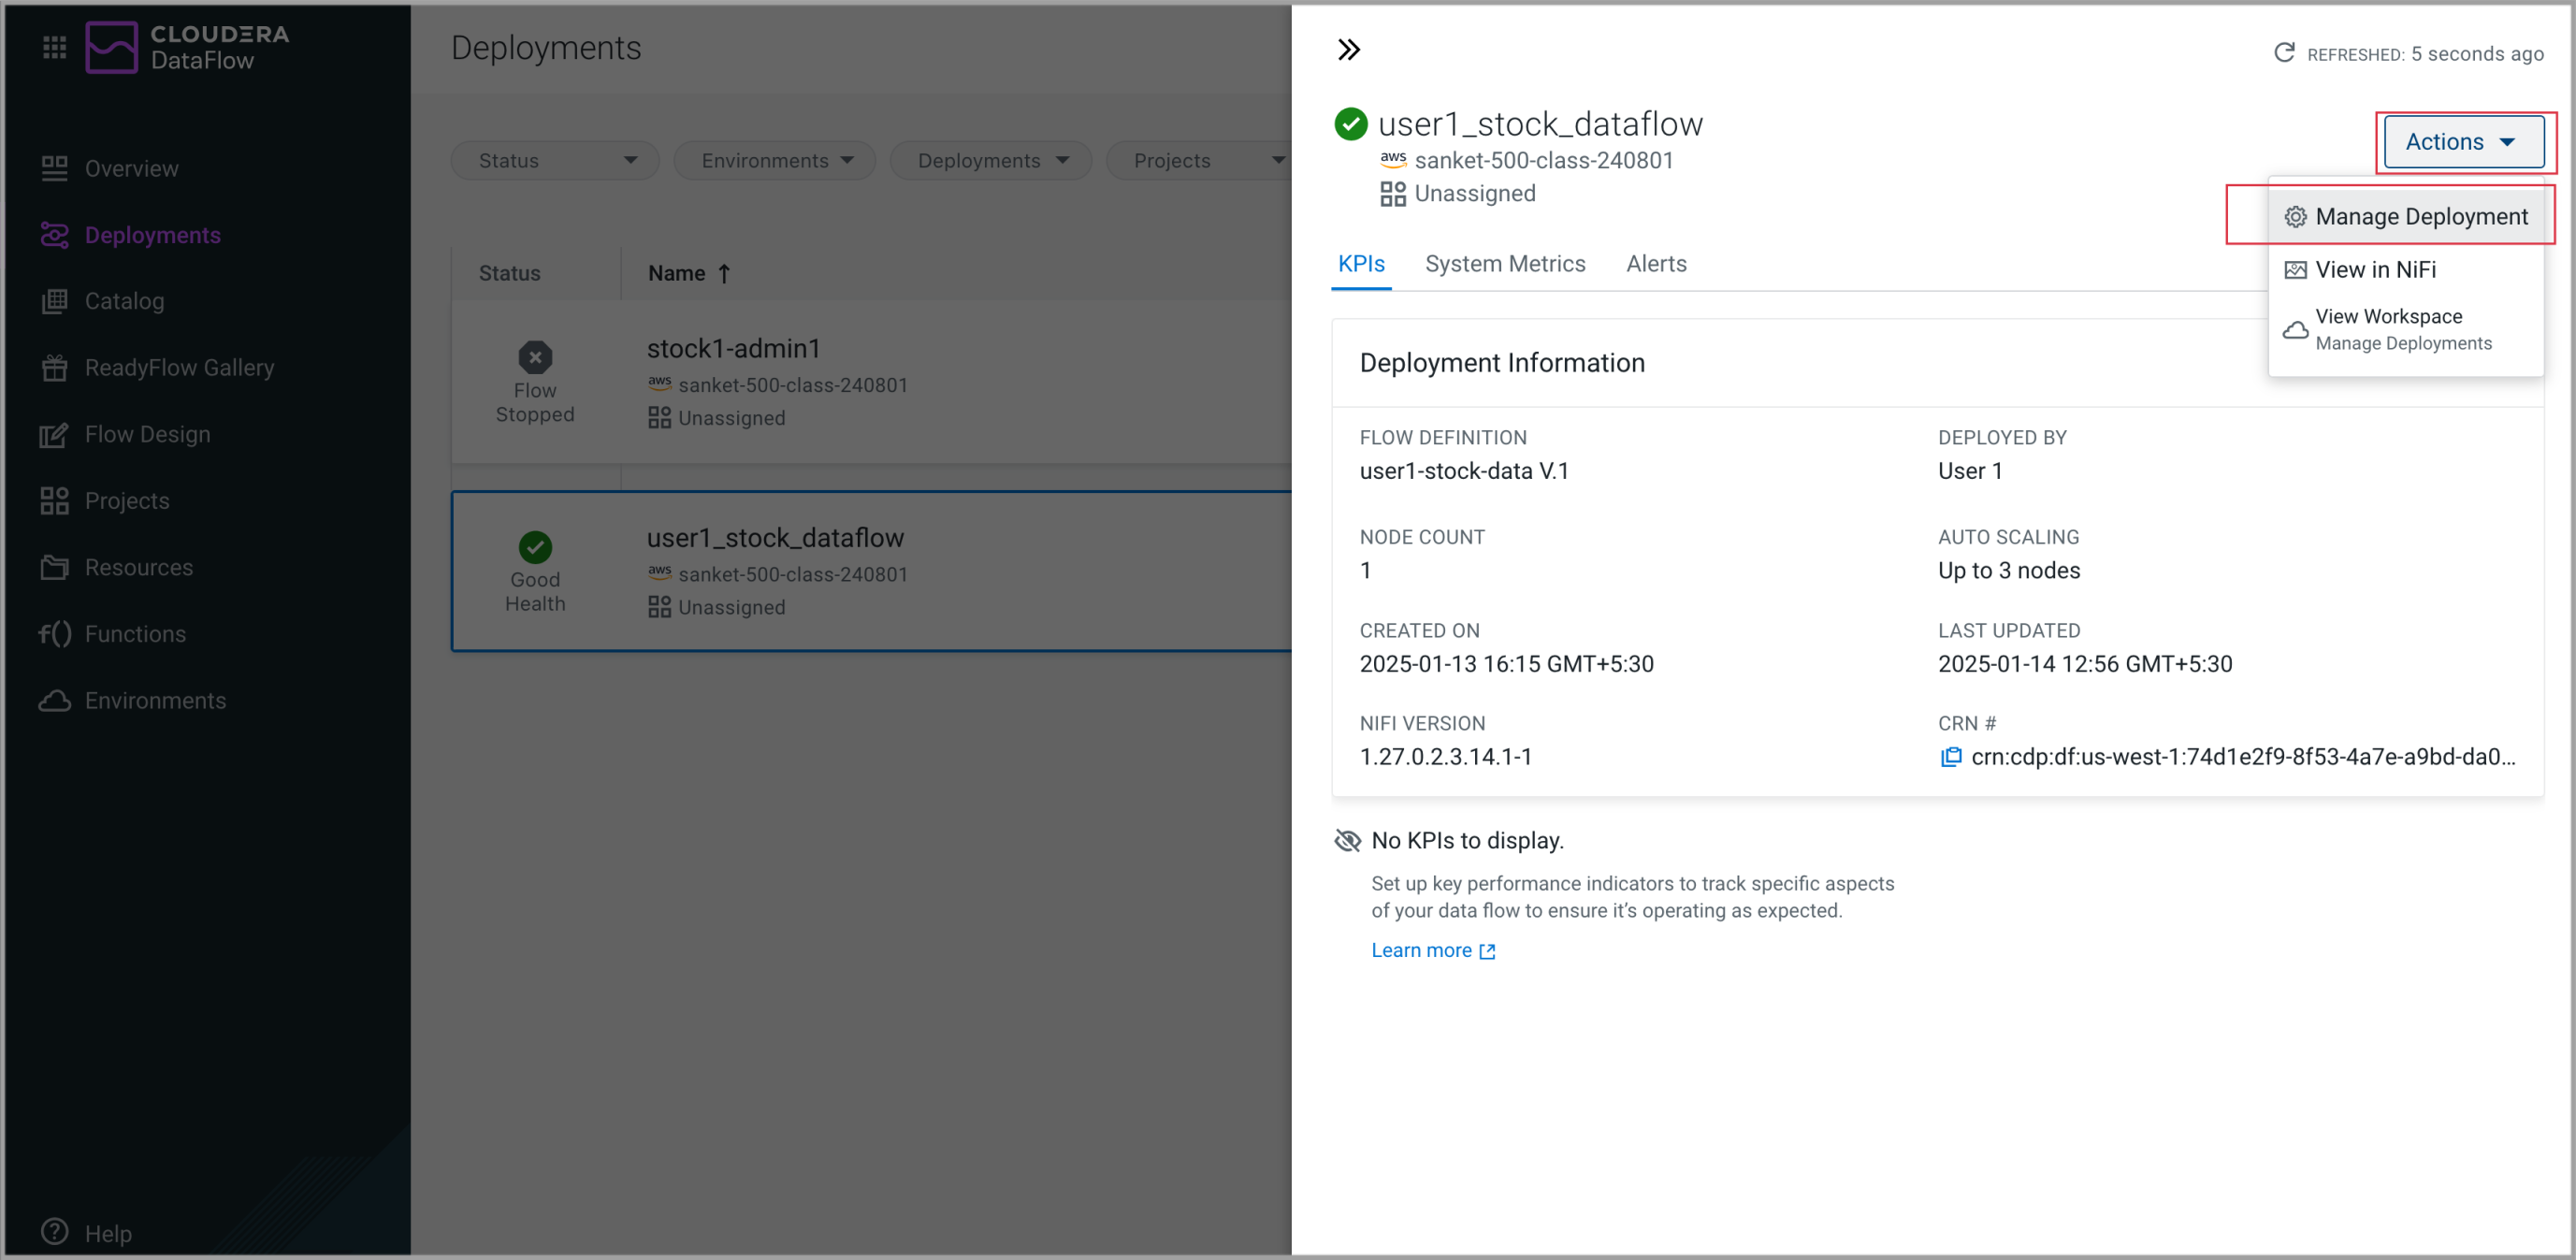 CLOUDERA
DataFlow
Overview
Deployments
Catalog
ReadyFlow Gallery
Flow Design
Projects
Resources
f() Functions
Environments
? Help
Deployments
Status
Environments
Deployments
Projects
Status
Name ↑
Flow
Stopped
stock1-admin1
aws sanket-500-class-240801
Unassigned
Good
Health
user1_stock_dataflow
aws sanket-500-class-240801
Unassigned
REFRESHED: 5 seconds ago
user1_stock_dataflow
aws sanket-500-class-240801
Unassigned
Actions
Manage Deployment
View in NiFi
View Workspace
Manage Deployments
KPIs
System Metrics
Alerts
Deployment Information
FLOW DEFINITION
user1-stock-data V.1
DEPLOYED BY
User 1
NODE COUNT
1
AUTO SCALING
Up to 3 nodes
CREATED ON
2025-01-13 16:15 GMT+5:30
LAST UPDATED
2025-01-14 12:56 GMT+5:30
NIFI VERSION
1.27.0.2.3.14.1-1
CRN #
crn:cdp:df:us-west-1:74d1e2f9-8f53-4a7e-a9bd-da0...
No KPIs to display.
Set up key performance indicators to track specific aspects
of your data flow to ensure it's operating as expected.
Learn more